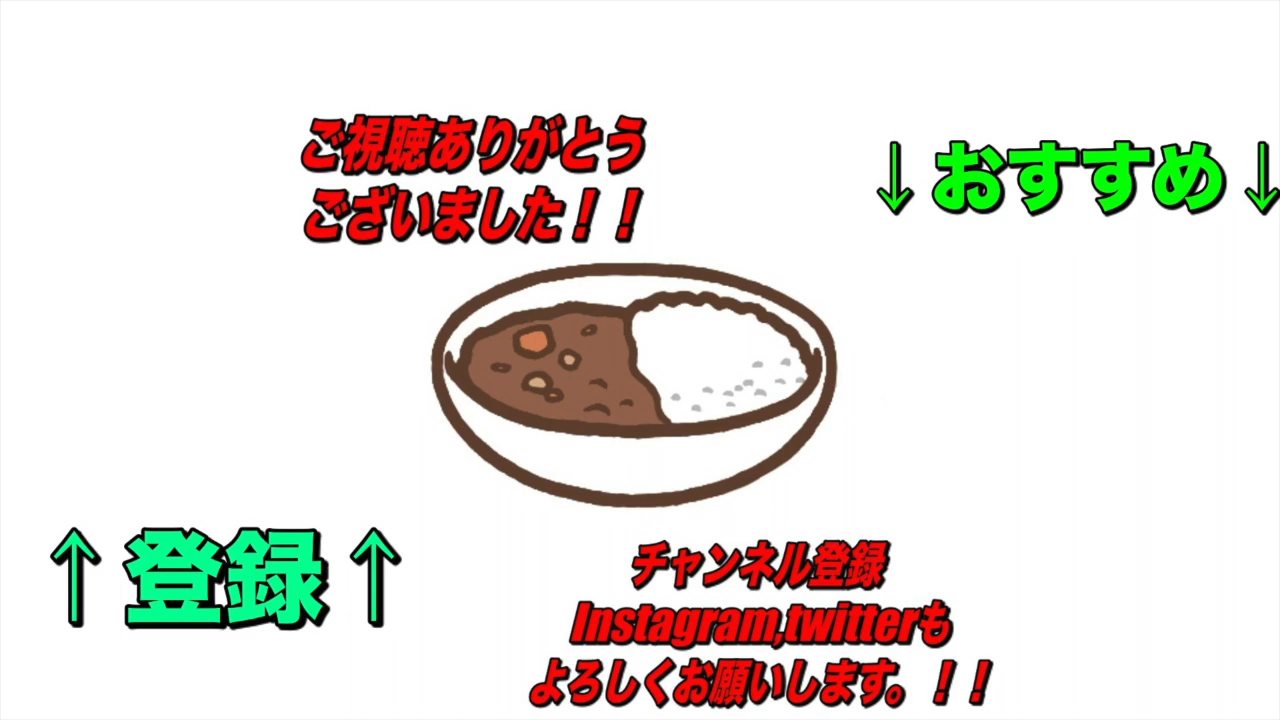 ご視聴ありがとう
ございました！！
↓おすすめ↓
↑登録↑
チャンネル登録
Instagram,twitterも
よろしくお願いします。！！